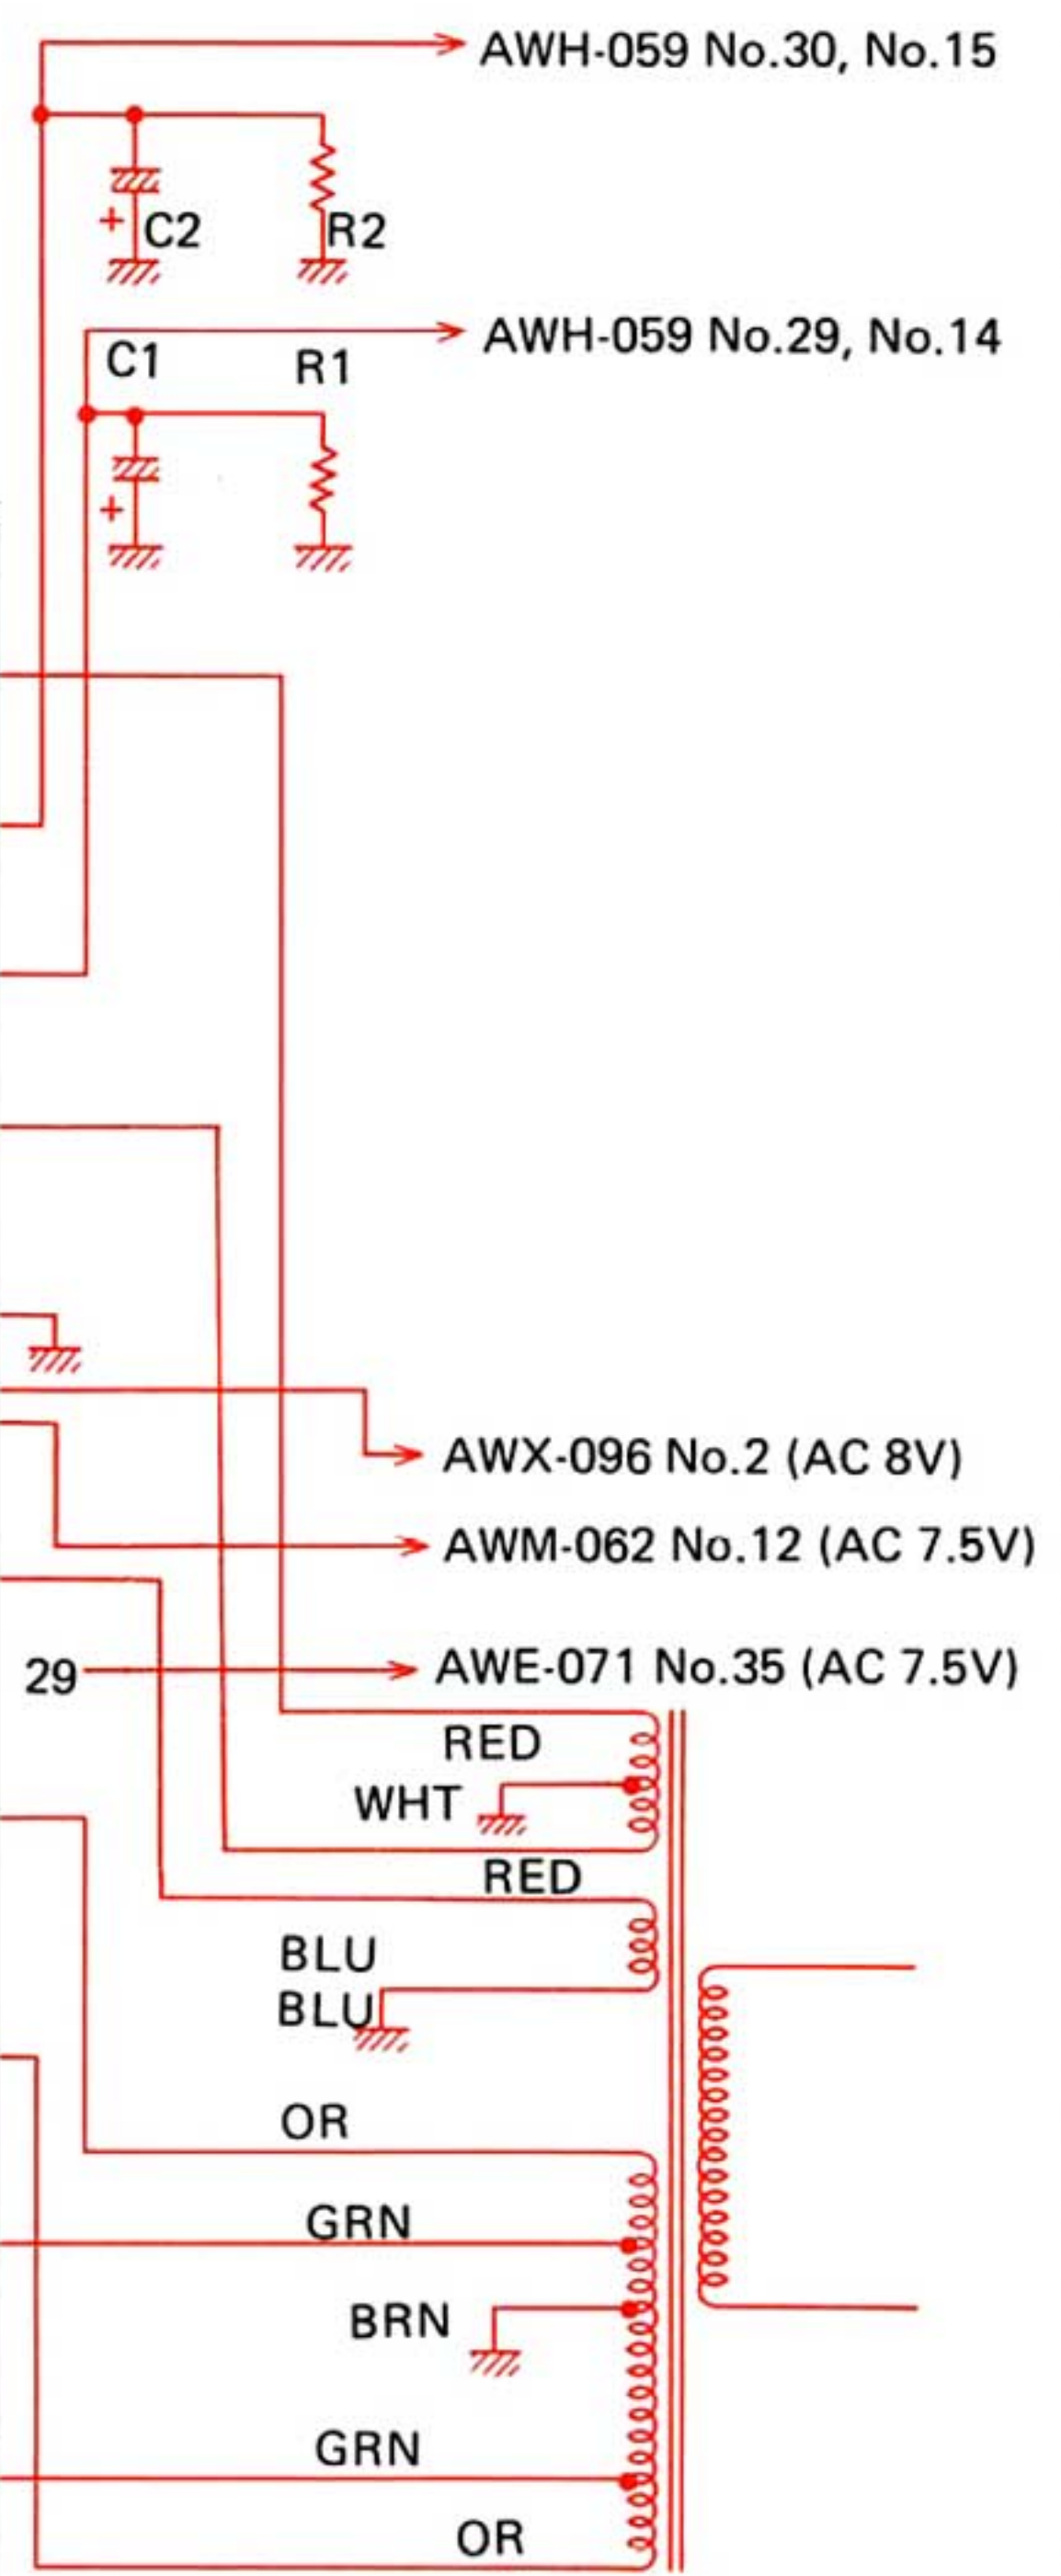 AWH-059 No.30, No.15
+ C2 R2
AWH-059 No.29, No.14
C1 R1
+
AWX-096 No.2 (AC 8V)
AWM-062 No.12 (AC 7.5V)
29 AWE-071 No.35 (AC 7.5V)
RED
WHT
RED
BLU
BLU
OR
GRN
BRN
GRN
OR